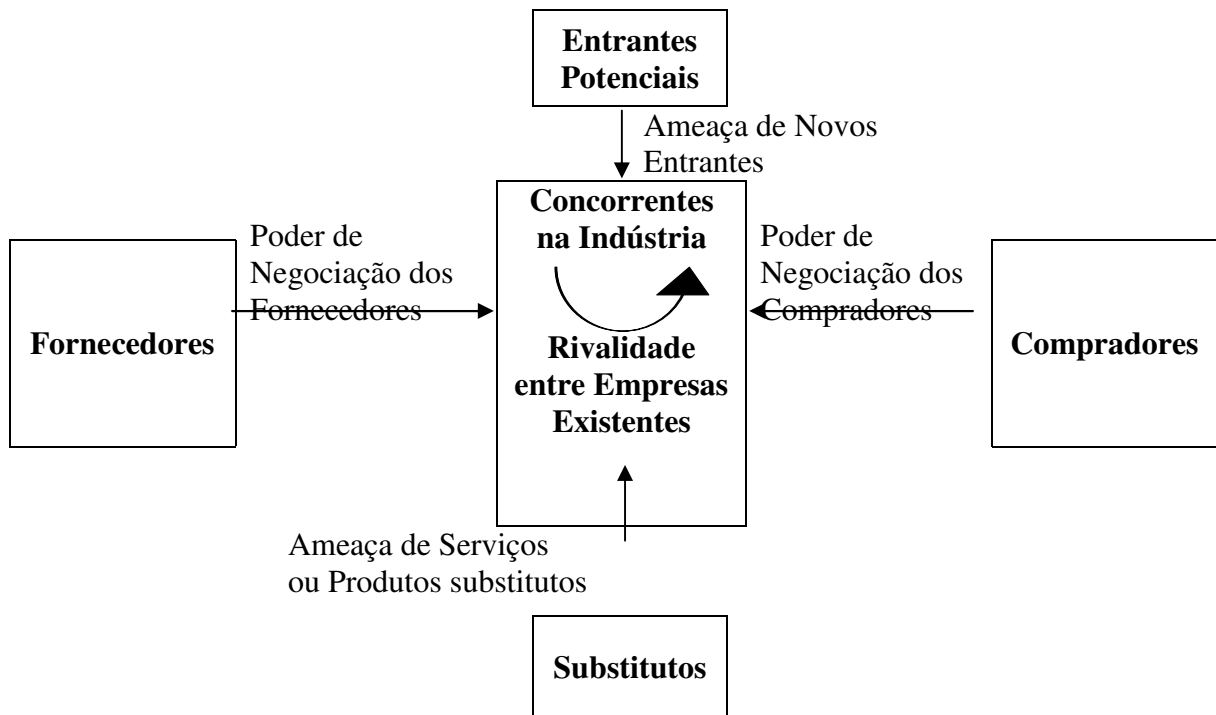 Entrantes
Potenciais
Ameaça de Novos
Entrantes
Concorrentes
na Indústria
Poder de
Negociação dos
Fornecedores
Poder de
Negociação dos
Compradores
Fornecedores
Rivalidade
entre Empresas
Existentes
Compradores
Ameaça de Serviços
ou Produtos substitutos
Substitutos